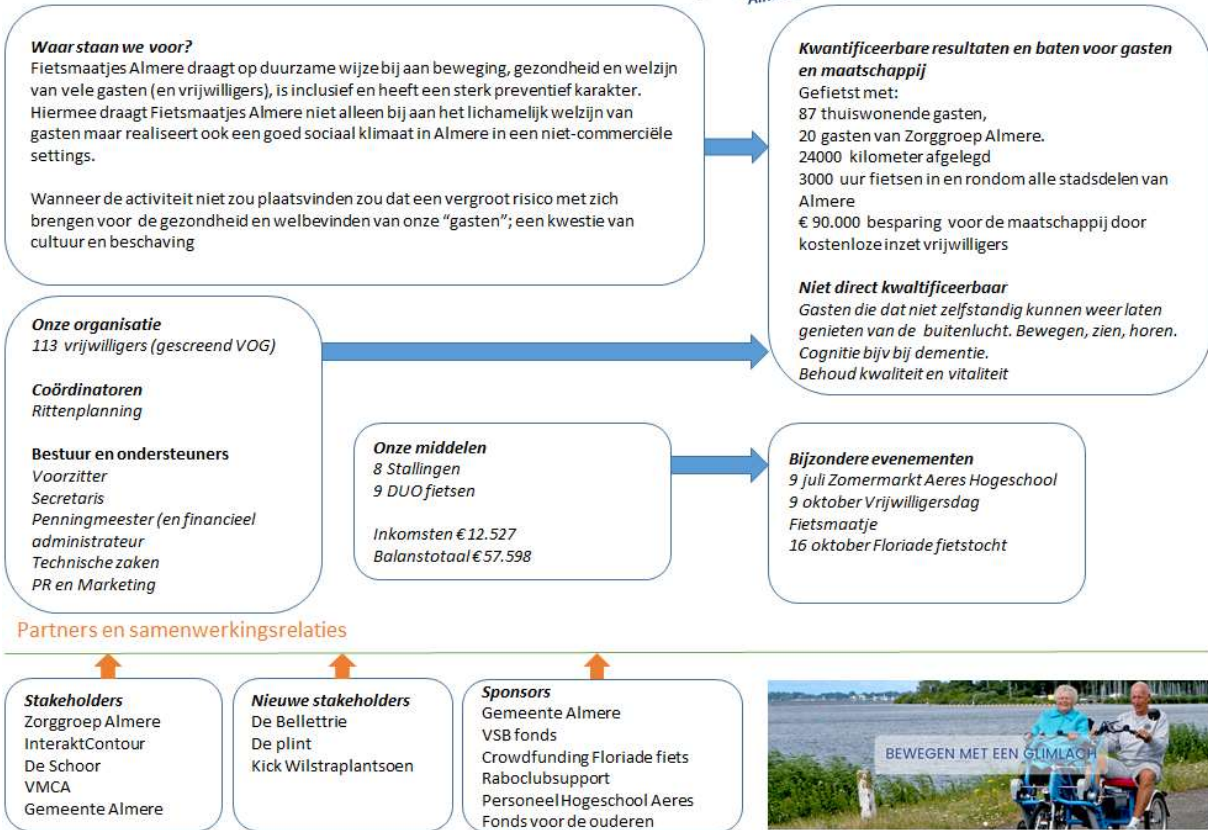 Waar staan we voor?
Fietsmaatjes Almere draagt op duurzame wijze bij aan beweging, gezondheid en welzijn
van vele gasten (en vrijwilligers), is inclusief en heeft een sterk preventief karakter.
Hiermee draagt Fietsmaatjes Almere niet alleen bij aan het lichamelijk welzijn van
gasten maar realiseert ook een goed sociaal klimaat in Almere in een niet-commerciële
settings.
Wanneer de activiteit niet zou plaatsvinden zou dat een vergroot risico met zich
brengen voor de gezondheid en welbevinden van onze “gasten”; een kwestie van
cultuur en beschaving
Kwantificeerbare resultaten en baten voor gasten
en maatschappij
Gefietst met:
87 thuiswonende gasten,
20 gasten van Zorggroep Almere.
24000 kilometer afgelegd
3000 uur fietsen in en rondom alle stadsdelen van
Almere
€ 90.000 besparing voor de maatschappij door
kostenloze inzet vrijwilligers
Niet direct kwaltificeerbaar
Gasten die dat niet zelfstandig kunnen weer laten
genieten van de buitenlucht. Bewegen, zien, horen.
Cognitie bijv bij dementie.
Behoud kwaliteit en vitaliteit
Onze organisatie
113 vrijwilligers (gescreend VOG)
Coördinatoren
Rittenplanning
Bestuur en ondersteuners
Voorzitter
Secretaris
Penningmeester (en financieel
administrateur
Technische zaken
PR en Marketing
Onze middelen
8 Stallingen
9 DUO fietsen
Inkomsten € 12.527
Balanstotaal € 57.598
Bijzondere evenementen
9 juli Zomermarkt Aeres Hogeschool
9 oktober Vrijwilligersdag
Fietsmaatje
16 oktober Floriade fietstocht
Partners en samenwerkingsrelaties
Stakeholders
Zorggroep Almere
InteraktContour
De Schoor
VMCA
Gemeente Almere
Nieuwe stakeholders
De Bellettrie
De plint
Kick Wilstraplantsoen
Sponsors
Gemeente Almere
VSB fonds
Crowdfunding Floriade fiets
Raboclubsupport
Personeel Hogeschool Aeres
Fonds voor de ouderen
BEWEGEN MET EEN GLIMLACH